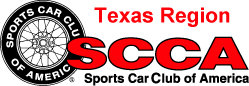 SPORTS CAR CLUB
OF AMERICA
®
Texas Region
SCCA
Sports Car Club of America